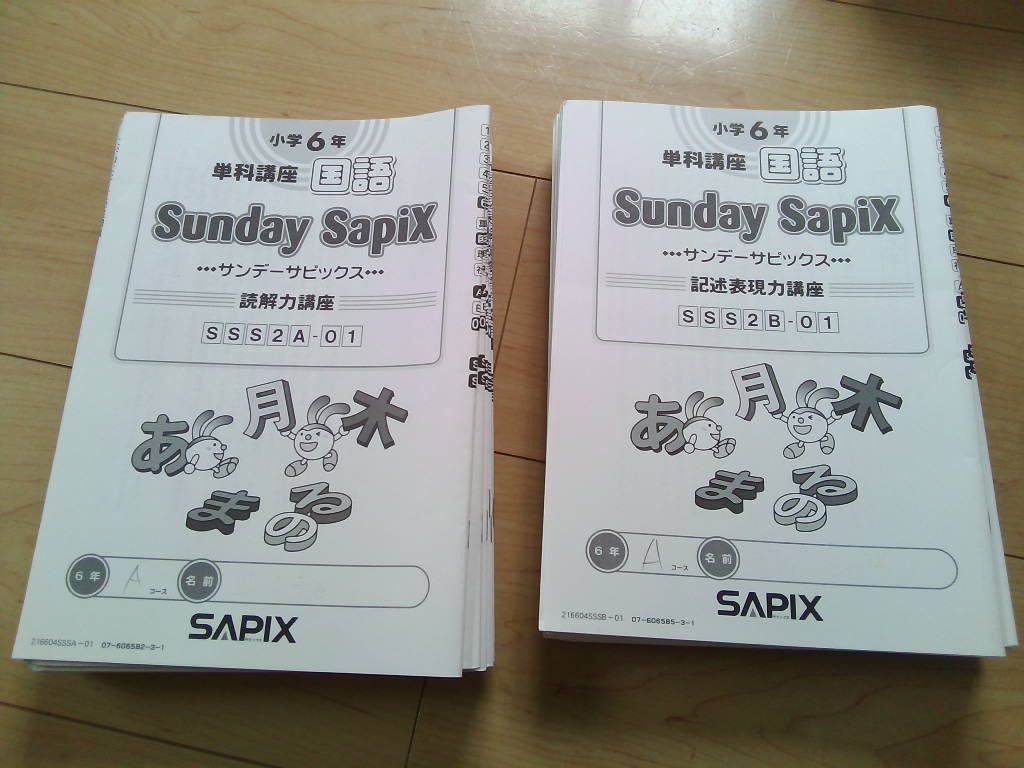 小学6年
単科講座 国語
Sunday SapiX
•••サンデーサピックス•••
読解力講座
SSS2A-01
あ 月 木
ま の る
6年 A コース 名前
SAPIX
216604SSSA-01 07-606582-3-1
小学6年
単科講座 国語
Sunday SapiX
•••サンデーサピックス•••
記述表現力講座
SSS2B-01
あ 月 木
ま の る
6年 A コース 名前
SAPIX
216604SSSB-01 07-606585-3-1